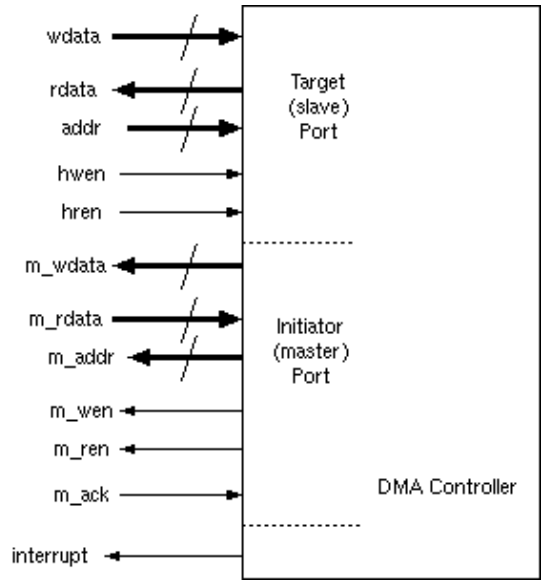 wdata
rdata
addr
hwen
hren
Target
(slave)
Port
m_wdata
m_rdata
m_addr
m_wen
m_ren
m_ack
Initiator
(master)
Port
DMA Controller
interrupt